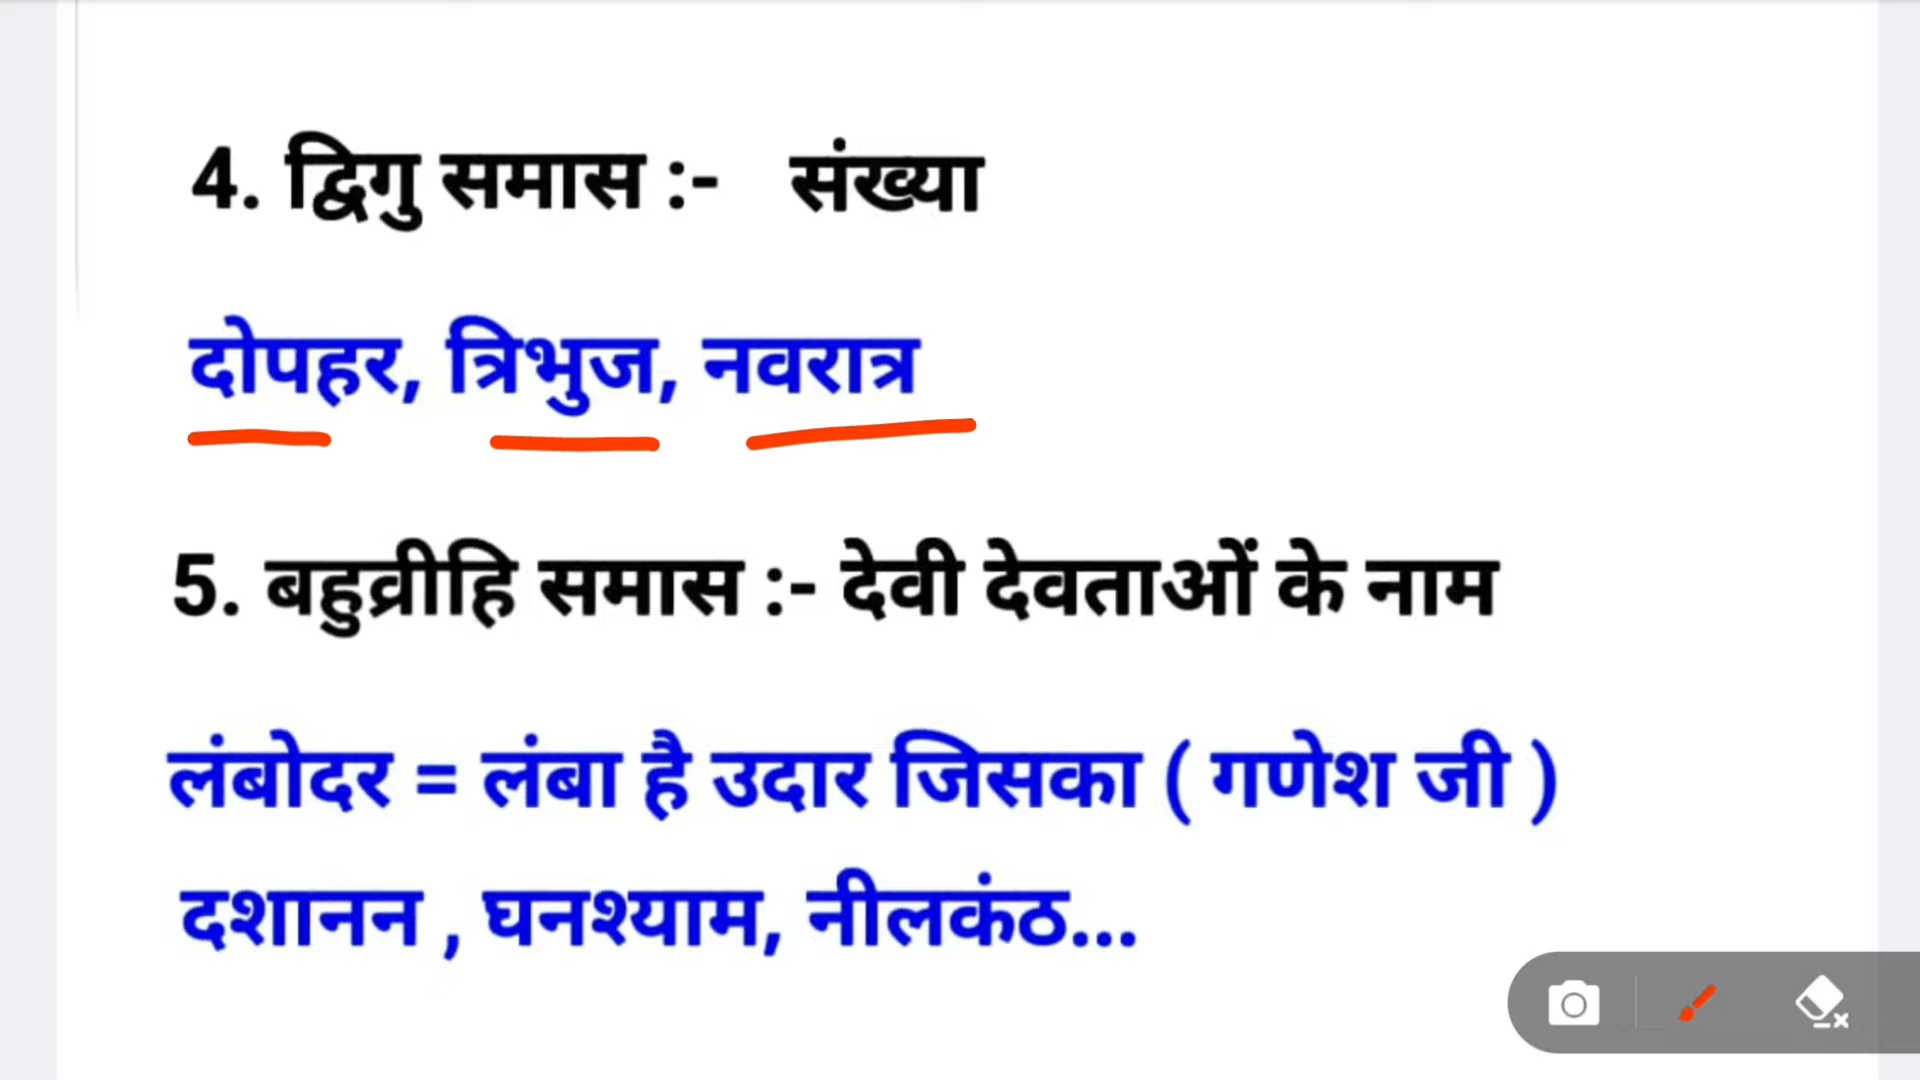 4. द्विगु समास :- संख्या
दोपहर, त्रिभुज, नवरात्र
5. बहुव्रीहि समास :- देवी देवताओं के नाम
लंबोदर = लंबा है उदार जिसका ( गणेश जी )
दशानन , घनश्याम, नीलकंठ...